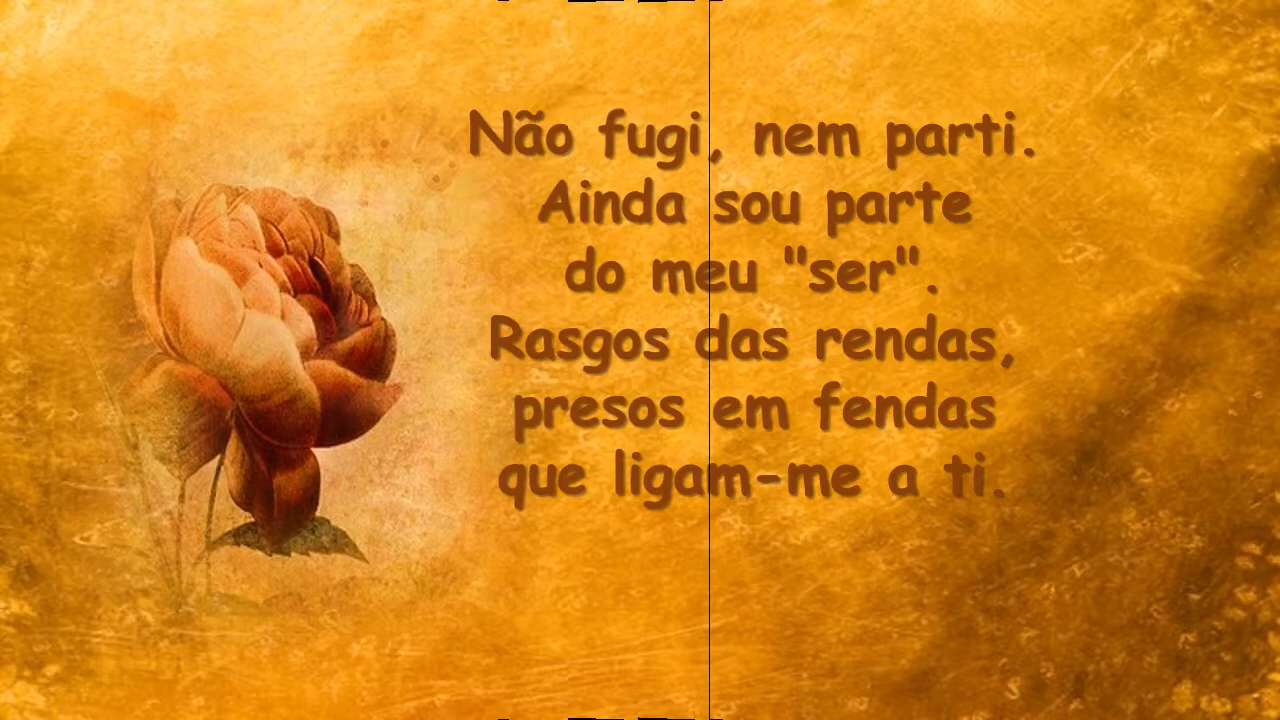 Não fugi, nem parti.
Ainda sou parte
do meu "ser".
Rasgos das rendas,
presos em fendas
que ligam-me a ti.